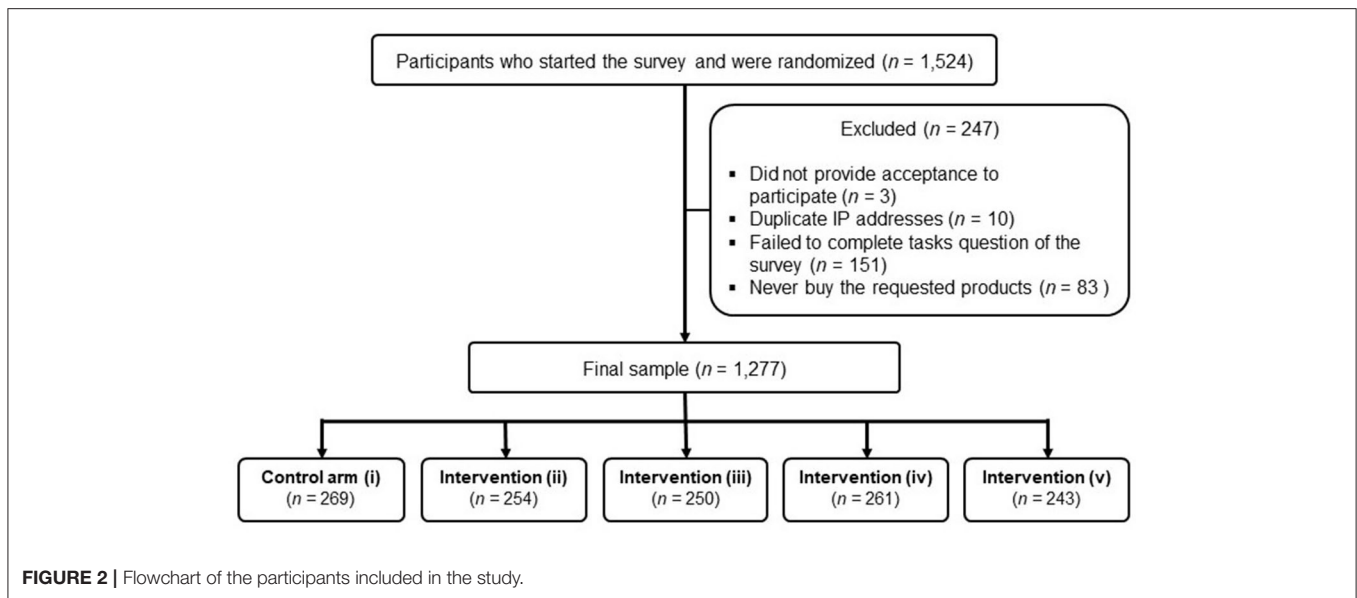 Participants who started the survey and were randomized (n = 1,524)
Excluded (n = 247)
▪ Did not provide acceptance to
participate (n = 3)
▪ Duplicate IP addresses (n = 10)
▪ Failed to complete tasks question of the
survey (n = 151)
▪ Never buy the requested products (n = 83 )
Final sample (n = 1,277)
Control arm (i)
(n = 269)
Intervention (ii)
(n = 254)
Intervention (iii)
(n = 250)
Intervention (iv)
(n = 261)
Intervention (v)
(n = 243)
FIGURE 2 | Flowchart of the participants included in the study.